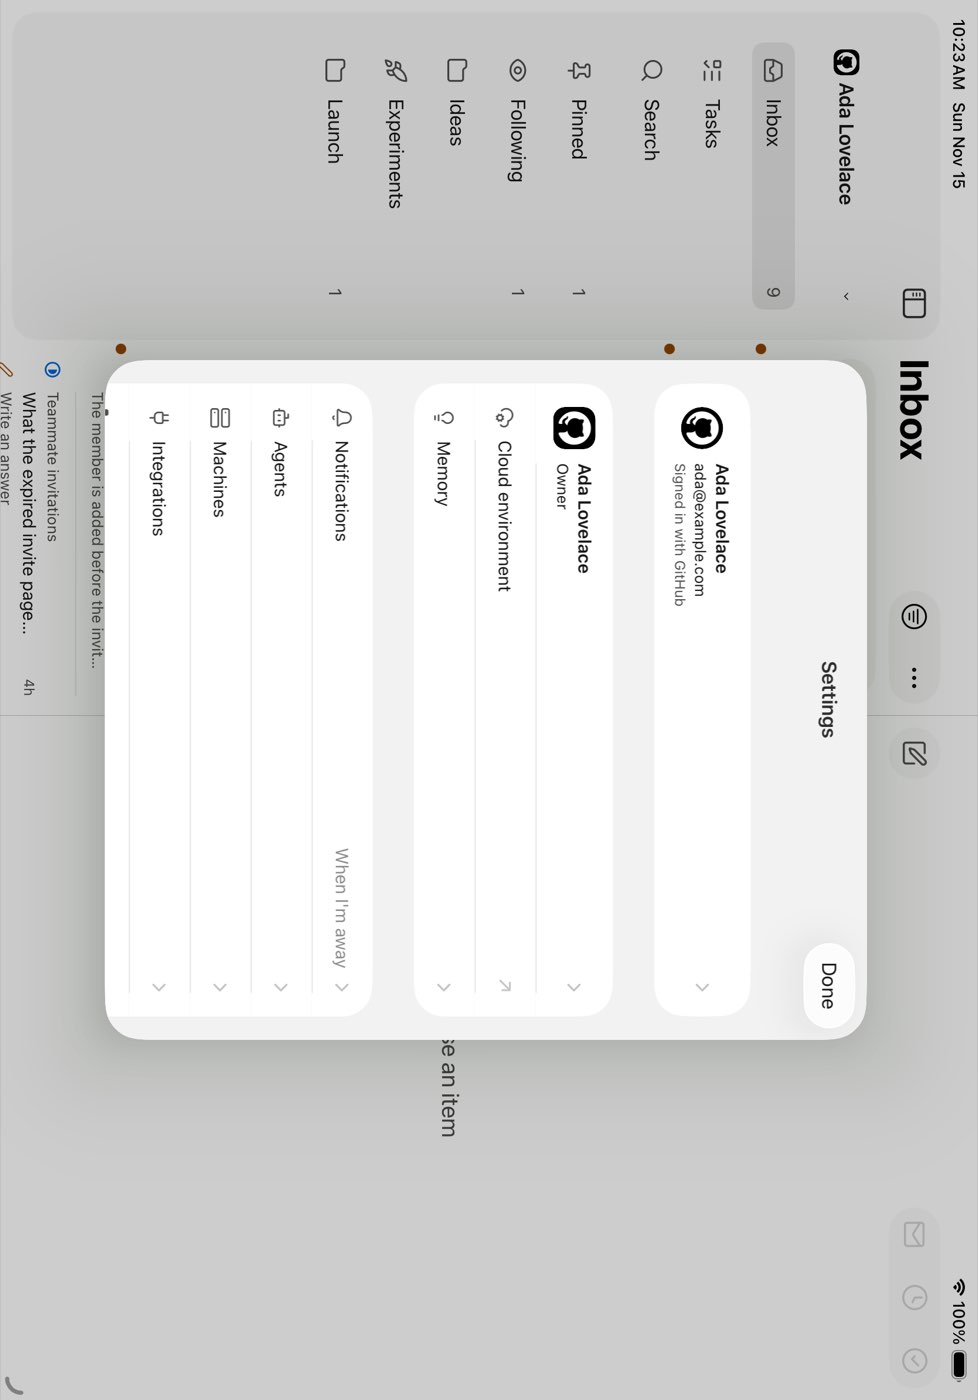 10:23 AM Sun Nov 15
100%
Ada Lovelace
Inbox 9
Tasks
Search
Pinned 1
Following 1
Ideas
Experiments
Launch 1
Inbox
Settings
Done
Ada Lovelace
ada@example.com
Signed in with GitHub
Ada Lovelace
Owner
Cloud environment
Memory
Notifications When I'm away
Agents
Machines
Integrations
The member is added before the invit...
Teammate invitations
What the expired invite page... 4h
Write an answer
an item